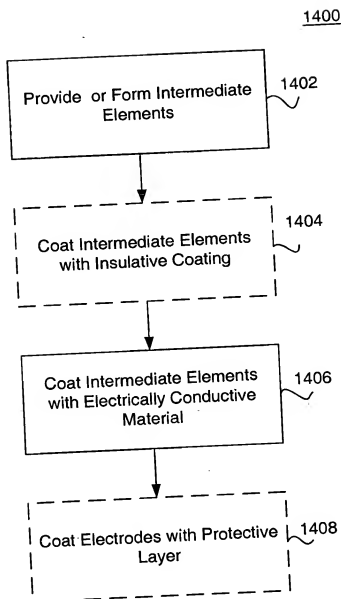 1400
Provide or Form Intermediate
Elements
1402
Coat Intermediate Elements
with Insulative Coating
1404
Coat Intermediate Elements
with Electrically Conductive
Material
1406
Coat Electrodes with Protective
Layer
1408